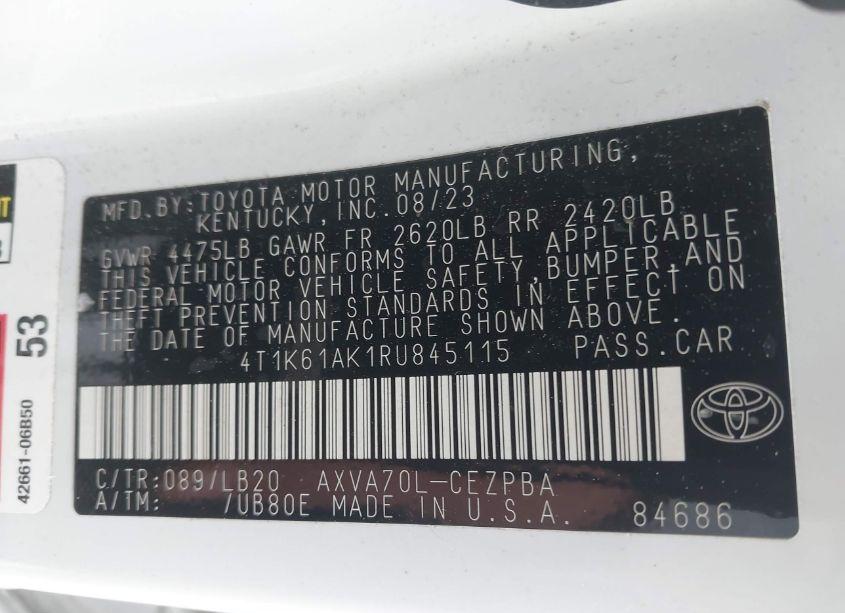 MFD.BY:TOYOTA MOTOR MANUFACTURING,
KENTUCKY,INC.08/23
GVWR 4475LB GAWR FR 2620LB RR 2420LB
THIS VEHICLE CONFORMS TO ALL APPLICABLE
FEDERAL MOTOR VEHICLE SAFETY,BUMPER,AND
THEFT PREVENTION STANDARDS IN EFFECT ON
THE DATE OF MANUFACTURE SHOWN ABOVE.
4T1K61AK1RU845115 PASS.CAR
C/TR:089/LB20 AXVA70L-CEZPBA
A/TM: 7UB80E MADE IN U.S.A. 84686
53
42661-06B50